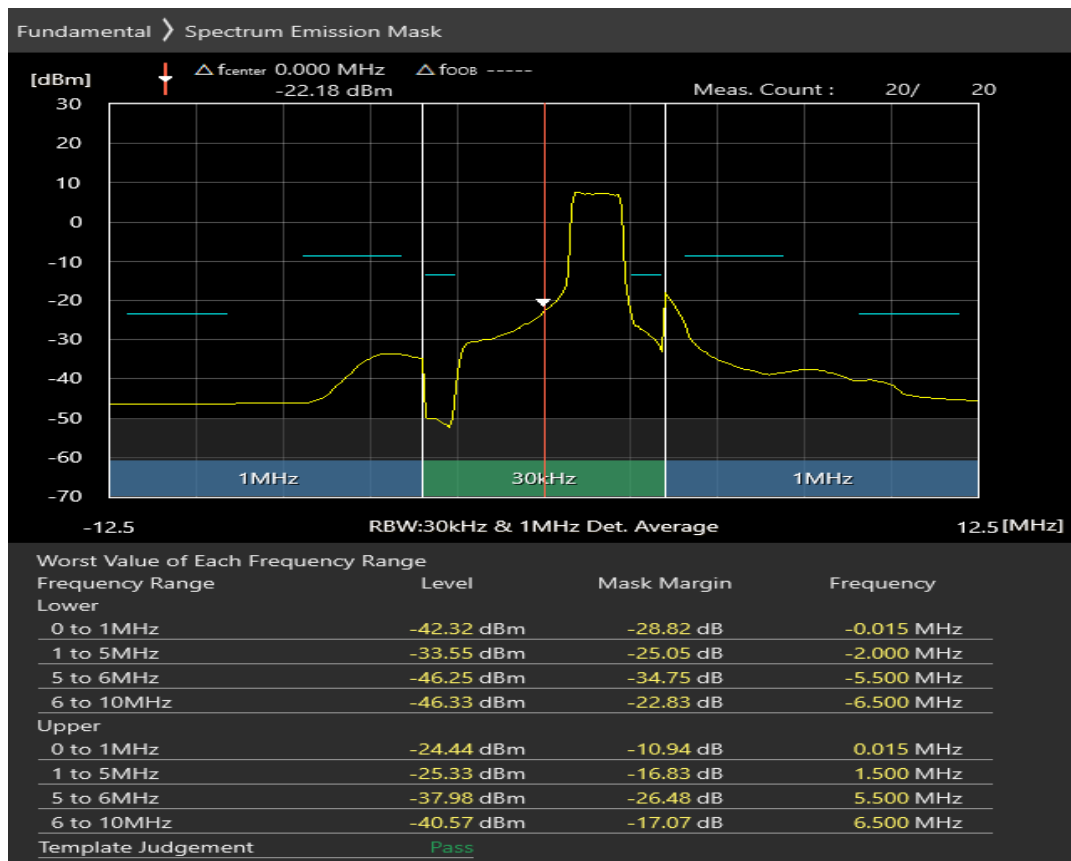 Fundamental ❯ Spectrum Emission Mask
[dBm] △ fcenter 0.000 MHz △ fOOB -----
-22.18 dBm Meas. Count : 20/ 20
30
20
10
0
-10
-20
-30
-40
-50
-60
-70
1MHz 30kHz 1MHz
-12.5 RBW:30kHz & 1MHz Det. Average 12.5 [MHz]
Worst Value of Each Frequency Range
Frequency Range Level Mask Margin Frequency
Lower
0 to 1MHz -42.32 dBm -28.82 dB -0.015 MHz
1 to 5MHz -33.55 dBm -25.05 dB -2.000 MHz
5 to 6MHz -46.25 dBm -34.75 dB -5.500 MHz
6 to 10MHz -46.33 dBm -22.83 dB -6.500 MHz
Upper
0 to 1MHz -24.44 dBm -10.94 dB 0.015 MHz
1 to 5MHz -25.33 dBm -16.83 dB 1.500 MHz
5 to 6MHz -37.98 dBm -26.48 dB 5.500 MHz
6 to 10MHz -40.57 dBm -17.07 dB 6.500 MHz
Template Judgement Pass